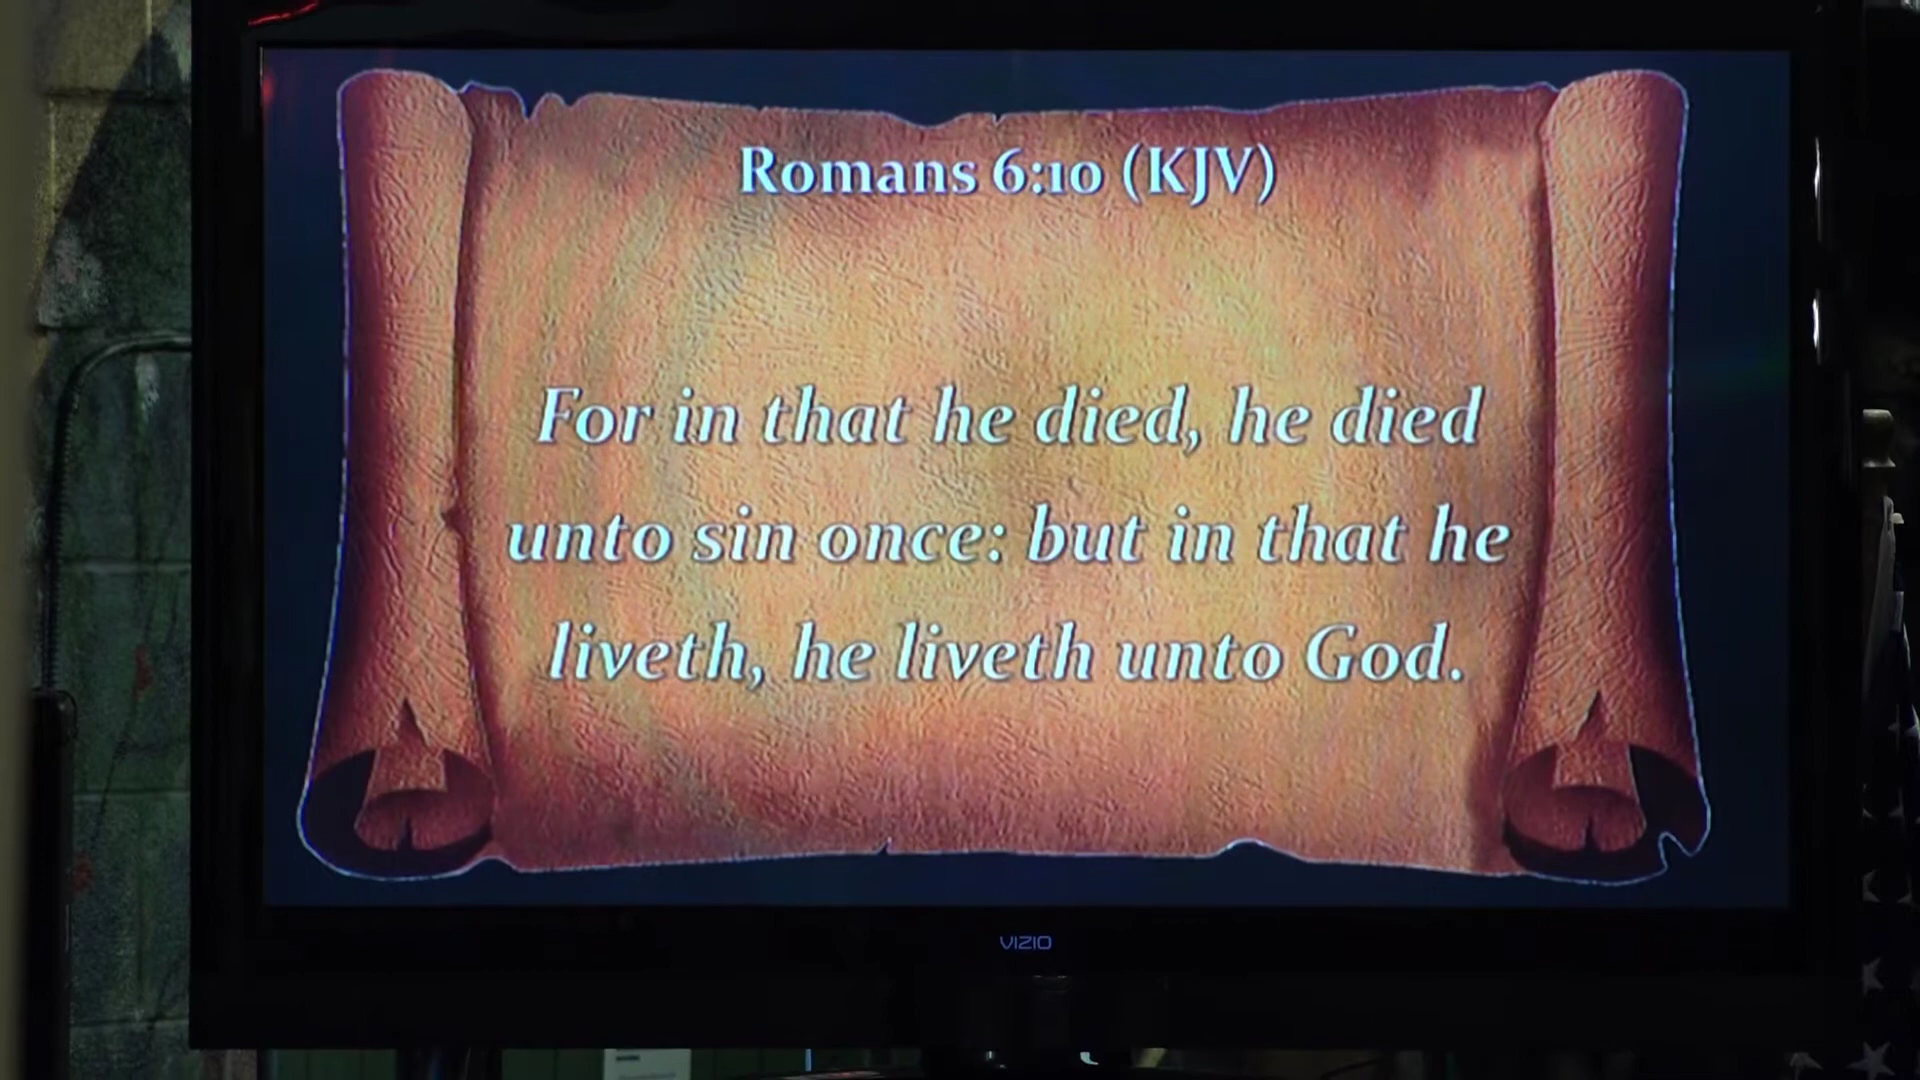 Romans 6:10 (KJV)
For in that he died, he died
unto sin once: but in that he
liveth, he liveth unto God.
VIZIO